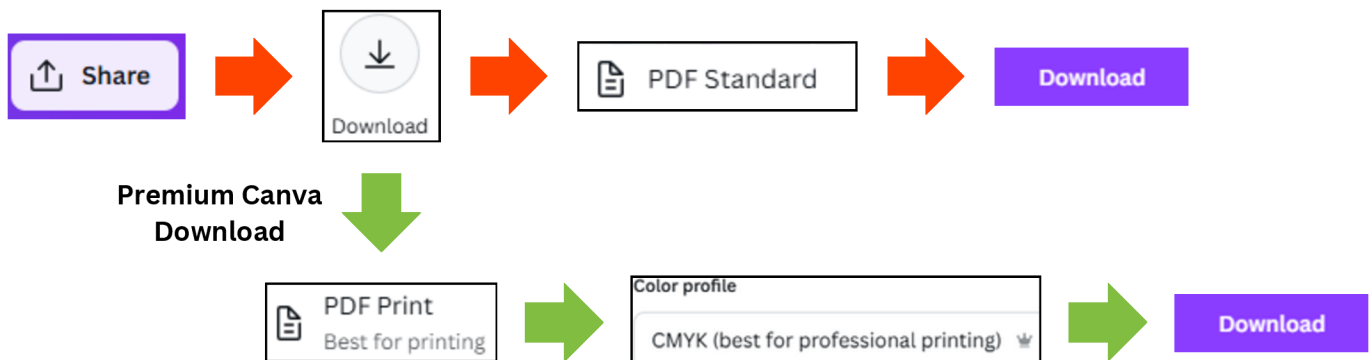 Share
Download
PDF Standard
Download
Premium Canva
Download
PDF Print
Best for printing
Color profile
CMYK (best for professional printing)
Download